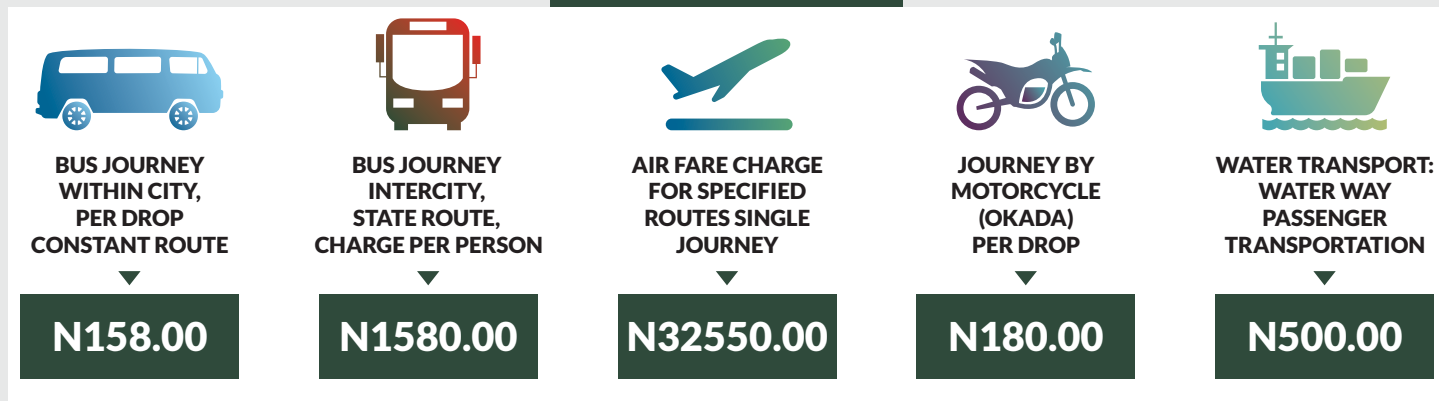 BUS JOURNEY
WITHIN CITY,
PER DROP
CONSTANT ROUTE
N158.00
BUS JOURNEY
INTERCITY,
STATE ROUTE,
CHARGE PER PERSON
N1580.00
AIR FARE CHARGE
FOR SPECIFIED
ROUTES SINGLE
JOURNEY
N32550.00
JOURNEY BY
MOTORCYCLE
(OKADA)
PER DROP
N180.00
WATER TRANSPORT:
WATER WAY
PASSENGER
TRANSPORTATION
N500.00